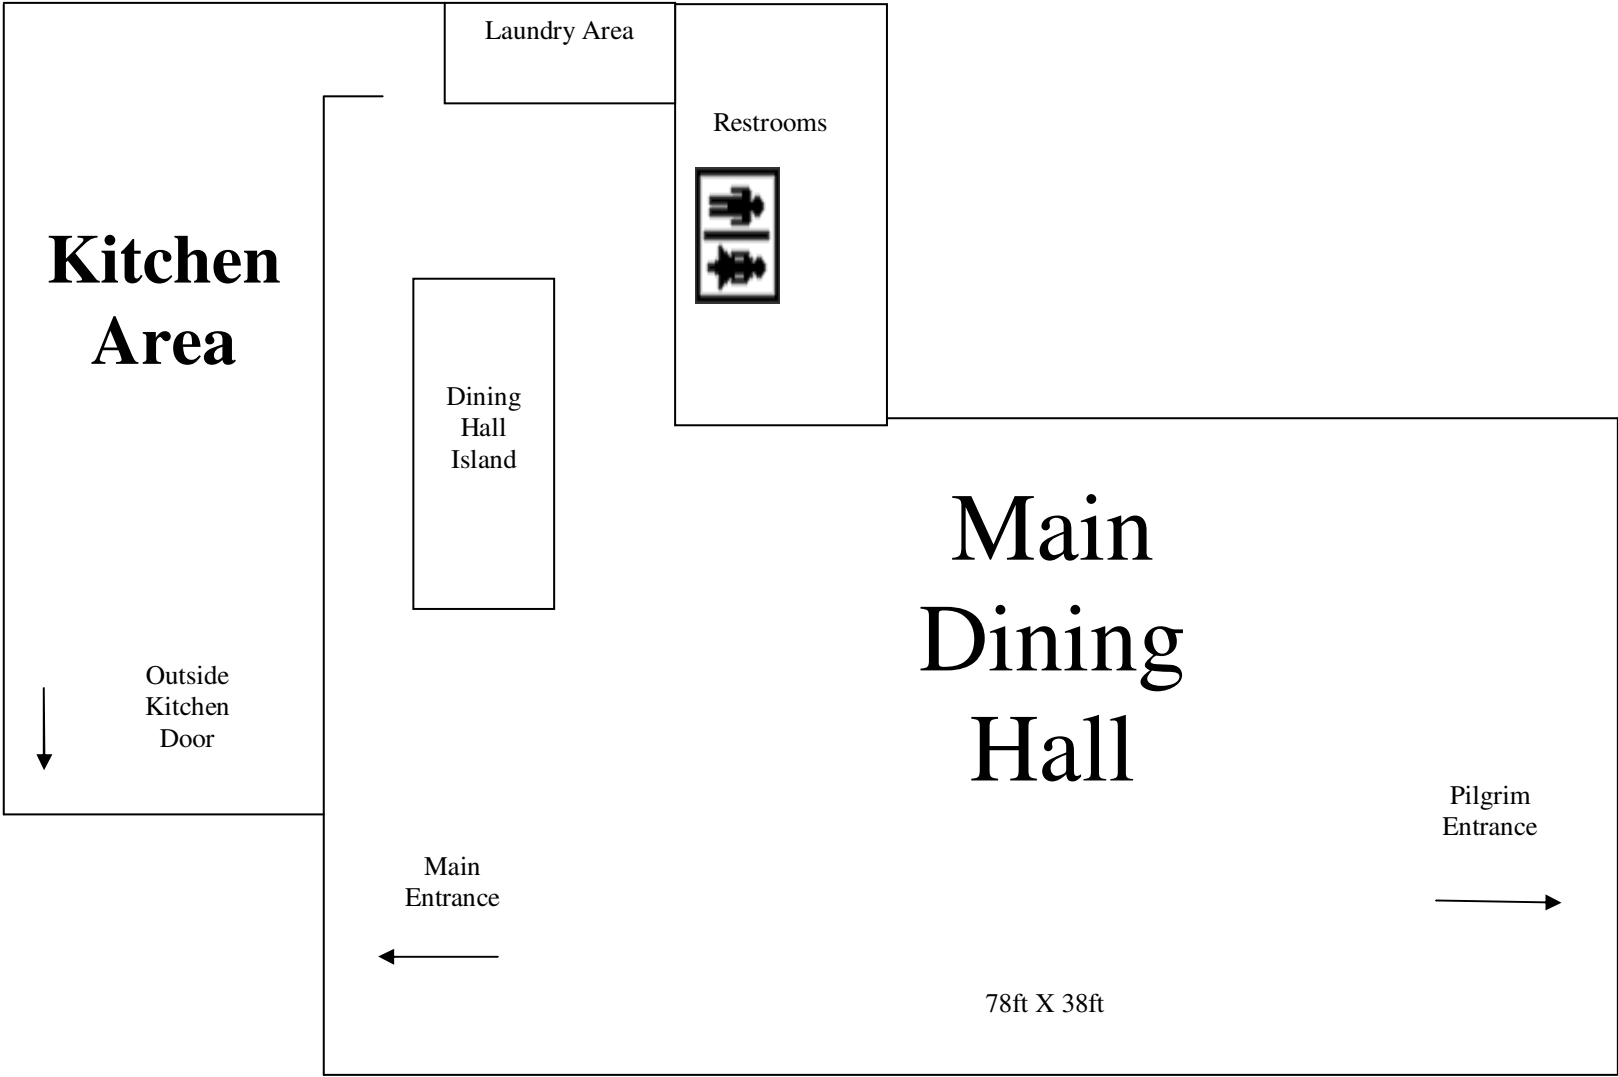 Laundry Area
Restrooms
Kitchen
Area
Dining
Hall
Island
Main
Dining
Hall
Outside
Kitchen
Door
Pilgrim
Entrance
Main
Entrance
78ft X 38ft